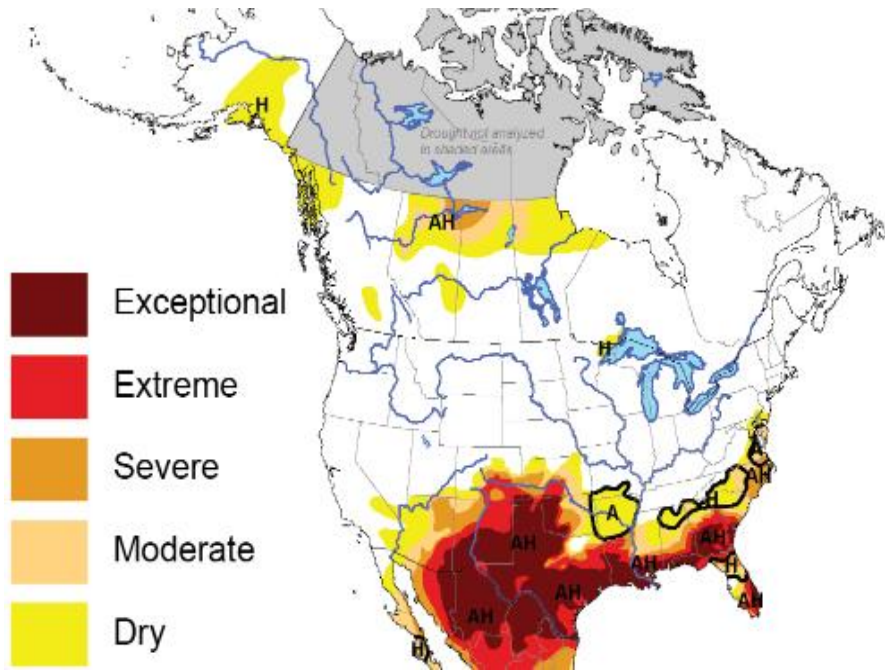 H
Drought not analyzed
in shaded areas
AH
H
Exceptional
Extreme
Severe
Moderate
Dry
A
H
AH
AH
AH
AH
AH
H
AH
AH
H